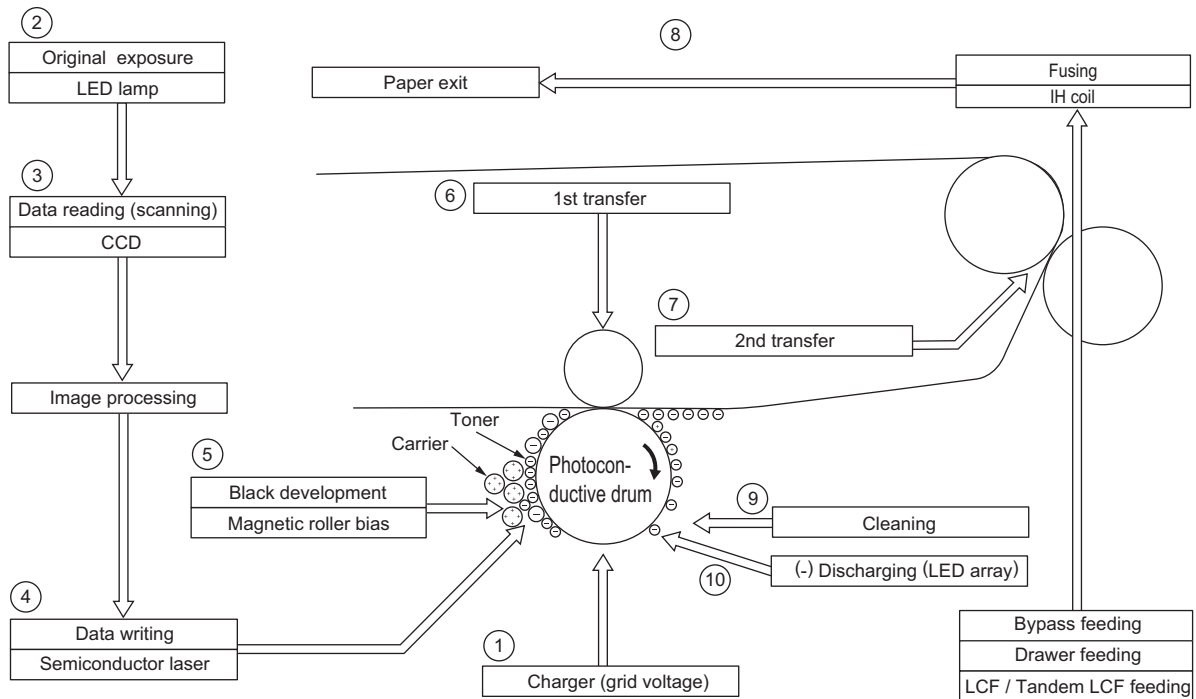 2
Original exposure
LED lamp
8
Paper exit
Fusing
IH coil
3
Data reading (scanning)
CCD
6
1st transfer
7
2nd transfer
Image processing
Toner
Carrier
5
Black development
Magnetic roller bias
Photocon-
ductive drum
9
Cleaning
10
(-) Discharging (LED array)
4
Data writing
Semiconductor laser
1
Charger (grid voltage)
Bypass feeding
Drawer feeding
LCF / Tandem LCF feeding